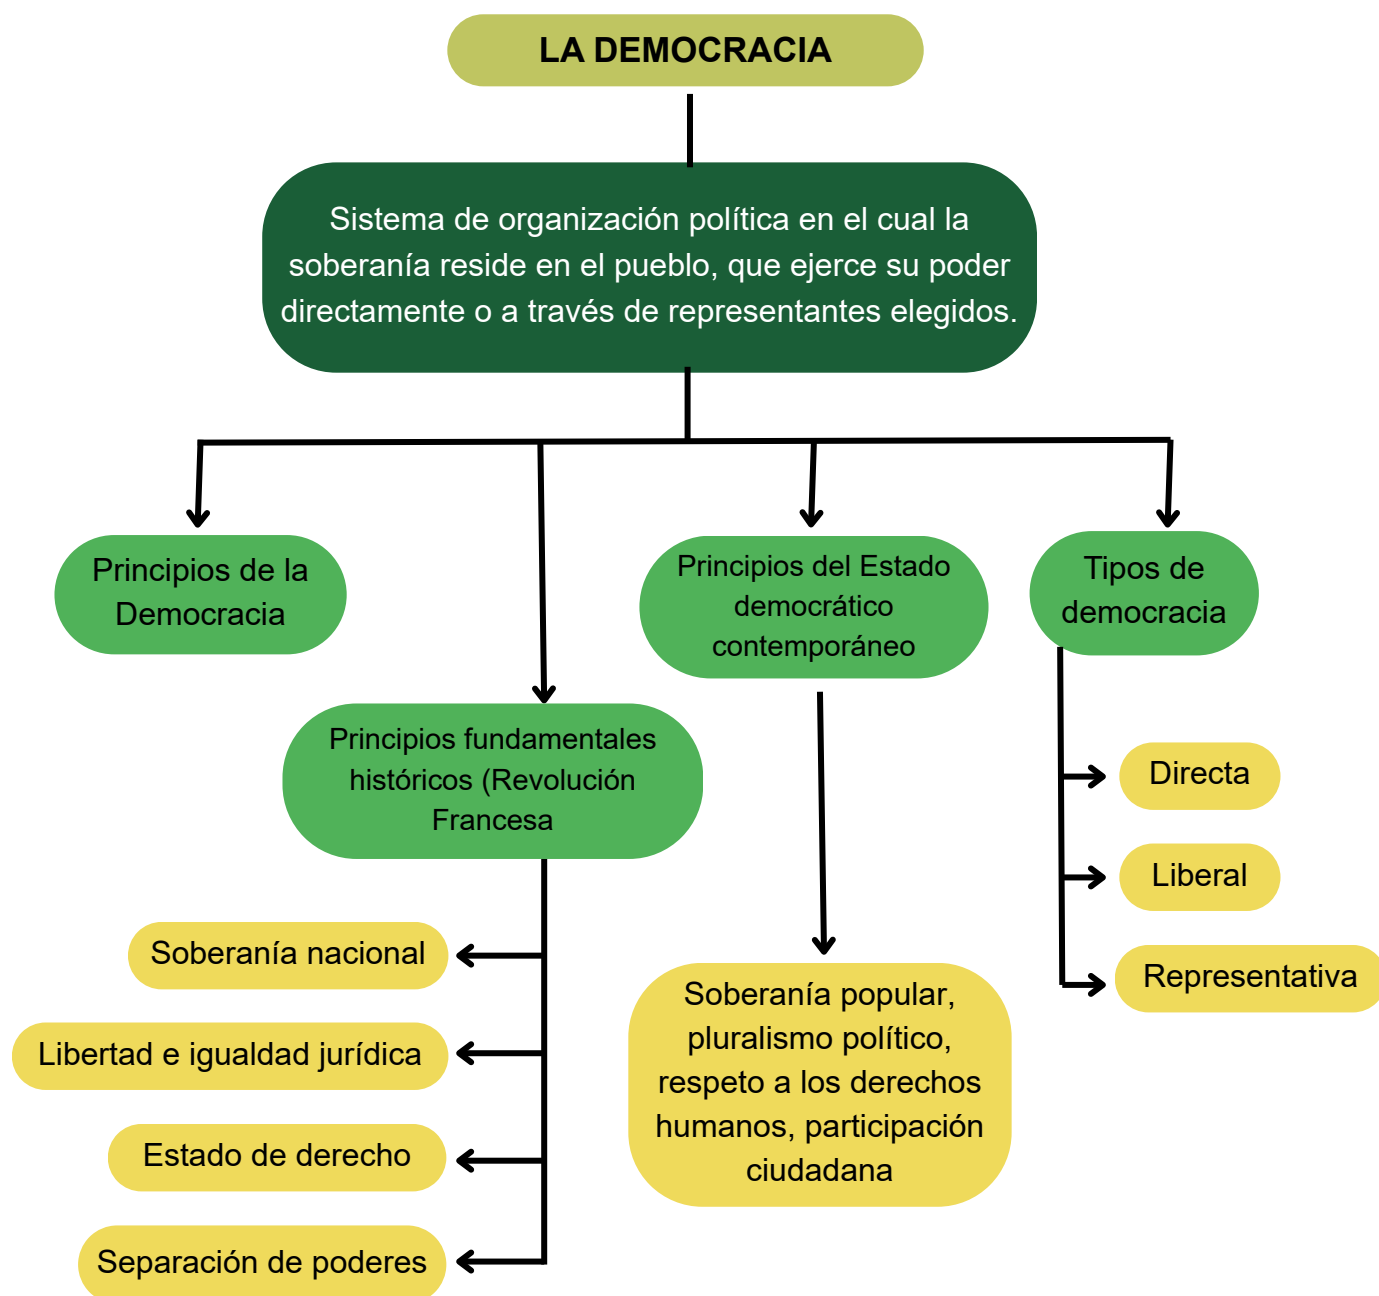 LA DEMOCRACIA
Sistema de organización política en el cual la
soberanía reside en el pueblo, que ejerce su poder
directamente o a través de representantes elegidos.
Principios de la
Democracia
Principios fundamentales
históricos (Revolución
Francesa
Soberanía nacional
Libertad e igualdad jurídica
Estado de derecho
Separación de poderes
Principios del Estado
democrático
contemporáneo
Soberanía popular,
pluralismo político,
respeto a los derechos
humanos, participación
ciudadana
Tipos de
democracia
Directa
Liberal
Representativa